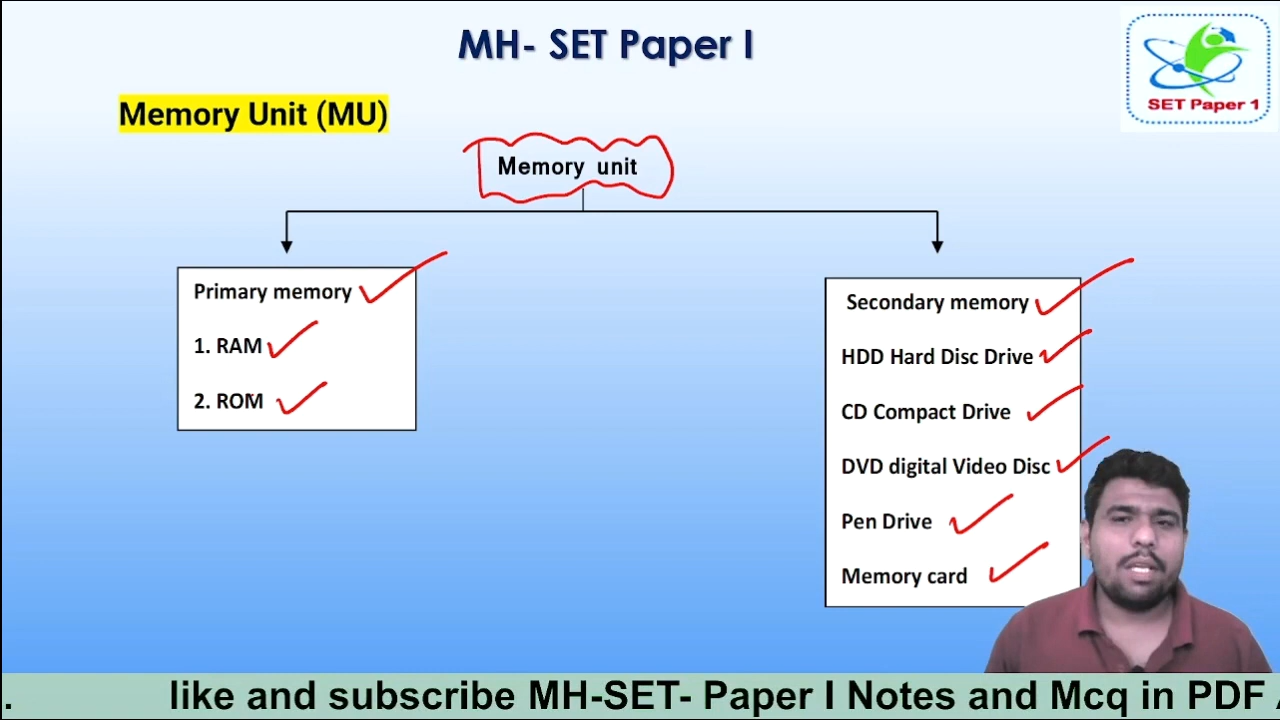 MH- SET Paper I
SET Paper 1
Memory Unit (MU)
Memory unit
Primary memory
1. RAM
2. ROM
Secondary memory
HDD Hard Disc Drive
CD Compact Drive
DVD digital Video Disc
Pen Drive
Memory card
. like and subscribe MH-SET- Paper I Notes and Mcq in PDF